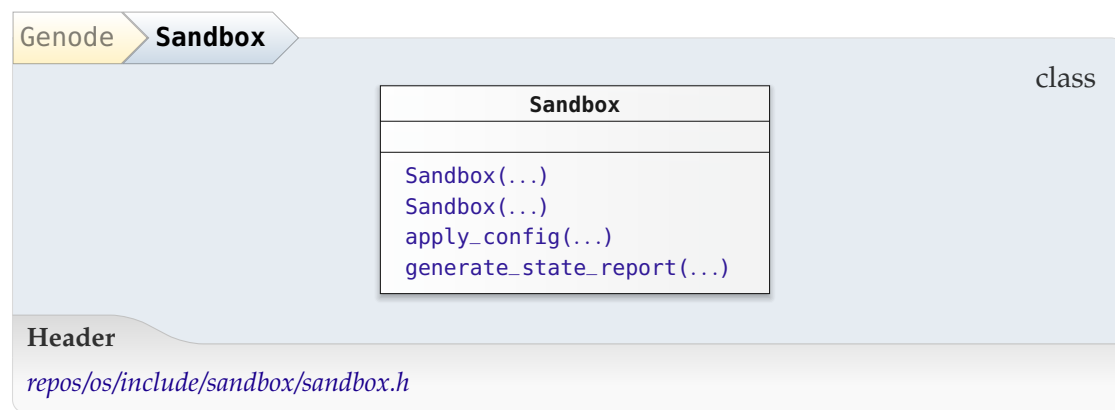 Genode Sandbox
class
Sandbox
Sandbox(...)
Sandbox(...)
apply_config(...)
generate_state_report(...)
Header
repos/os/include/sandbox/sandbox.h